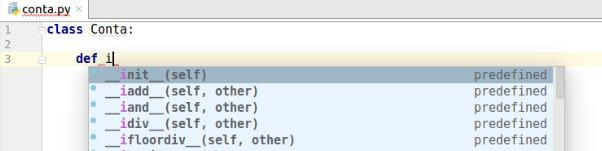 conta.py
1 class Conta:
2
3 def i
__init__(self) predefined
__iadd__(self, other) predefined
__iand__(self, other) predefined
__idiv__(self, other) predefined
__ifloordiv__(self, other) predefined